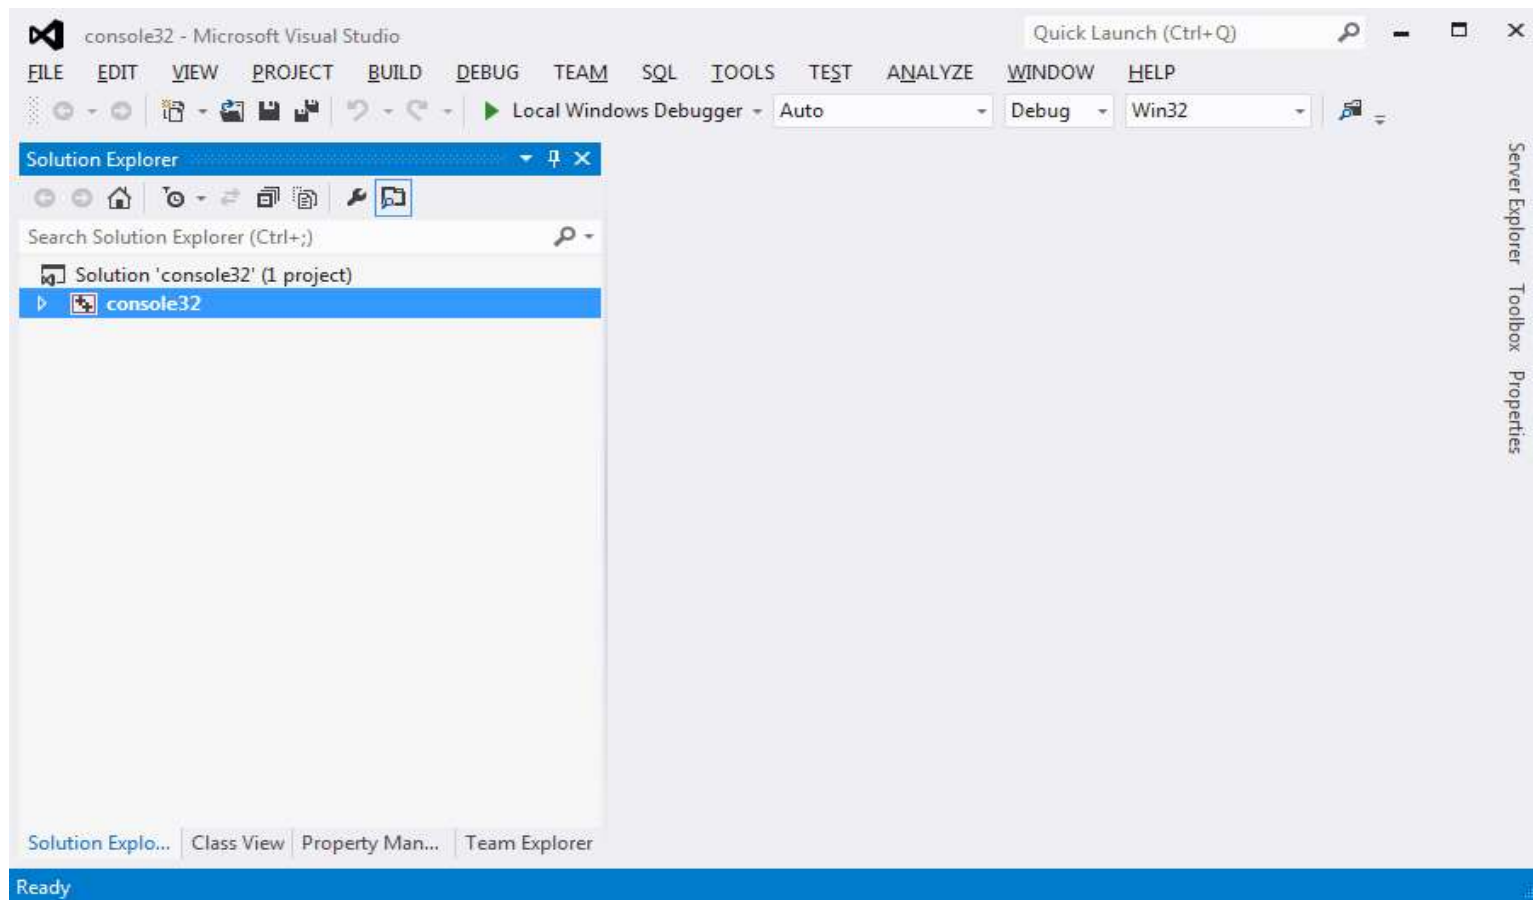 console32 - Microsoft Visual Studio
Quick Launch (Ctrl+Q)
FILE EDIT VIEW PROJECT BUILD DEBUG TEAM SQL TOOLS TEST ANALYZE WINDOW HELP
Local Windows Debugger Auto Debug Win32
Solution Explorer
Search Solution Explorer (Ctrl+;)
Solution 'console32' (1 project)
console32
Solution Explo... Class View Property Man... Team Explorer
Server Explorer
Toolbox
Properties
Ready